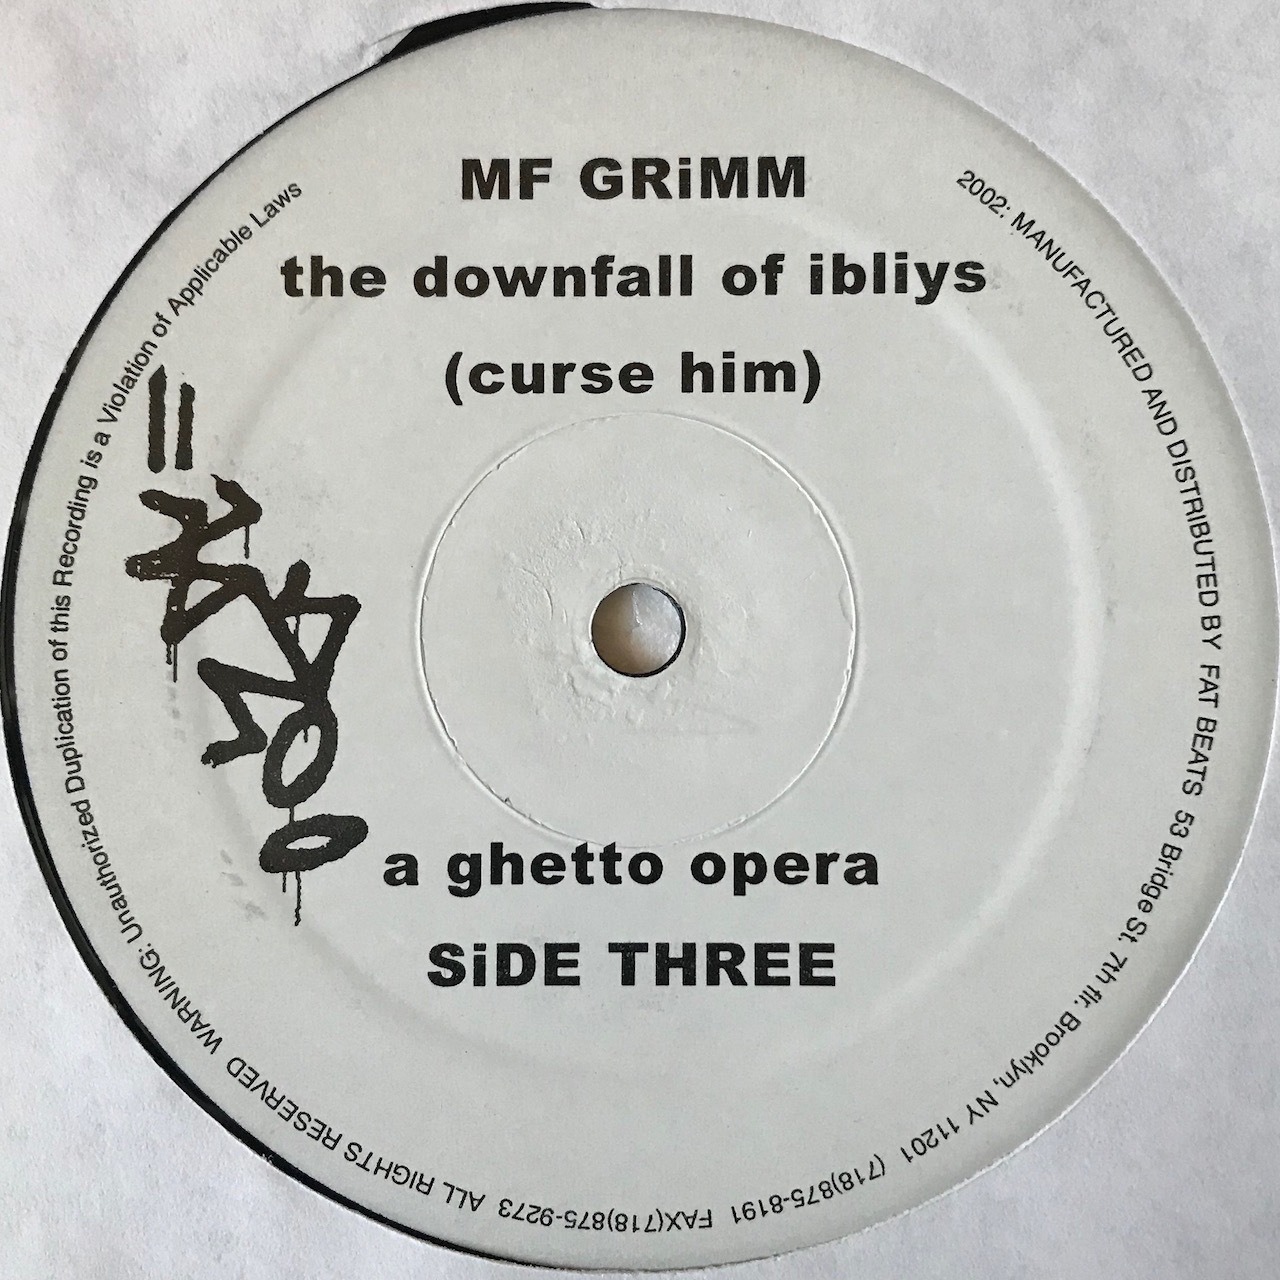 MF GRiMM
the downfall of ibliys
(curse him)
a ghetto opera
SiDE THREE
2002: MANUFACTURED AND DISTRIBUTED BY FAT BEATS 53 Bridge St. 7th flr. Brooklyn, NY 11201 (718)875-8191 FAX(718)875-9273 ALL RIGHTS RESERVED WARNING: Unauthorized Duplication of this Recording is a Violation of Applicable Laws